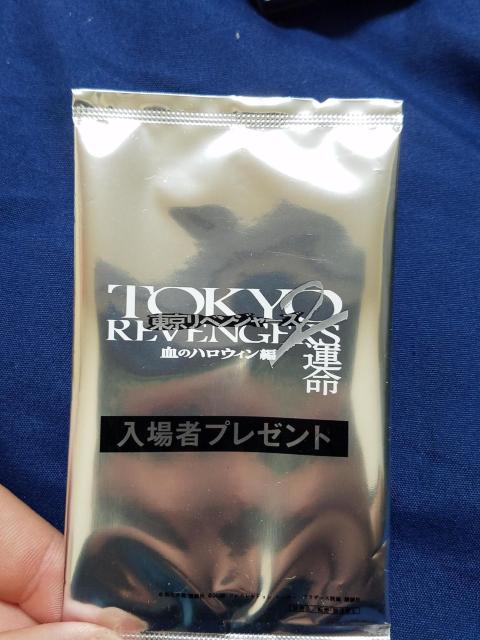 TOKYO
東京リベンジャーズ 2
REVENGERS
血のハロウィン編
運命
入場者プレゼント